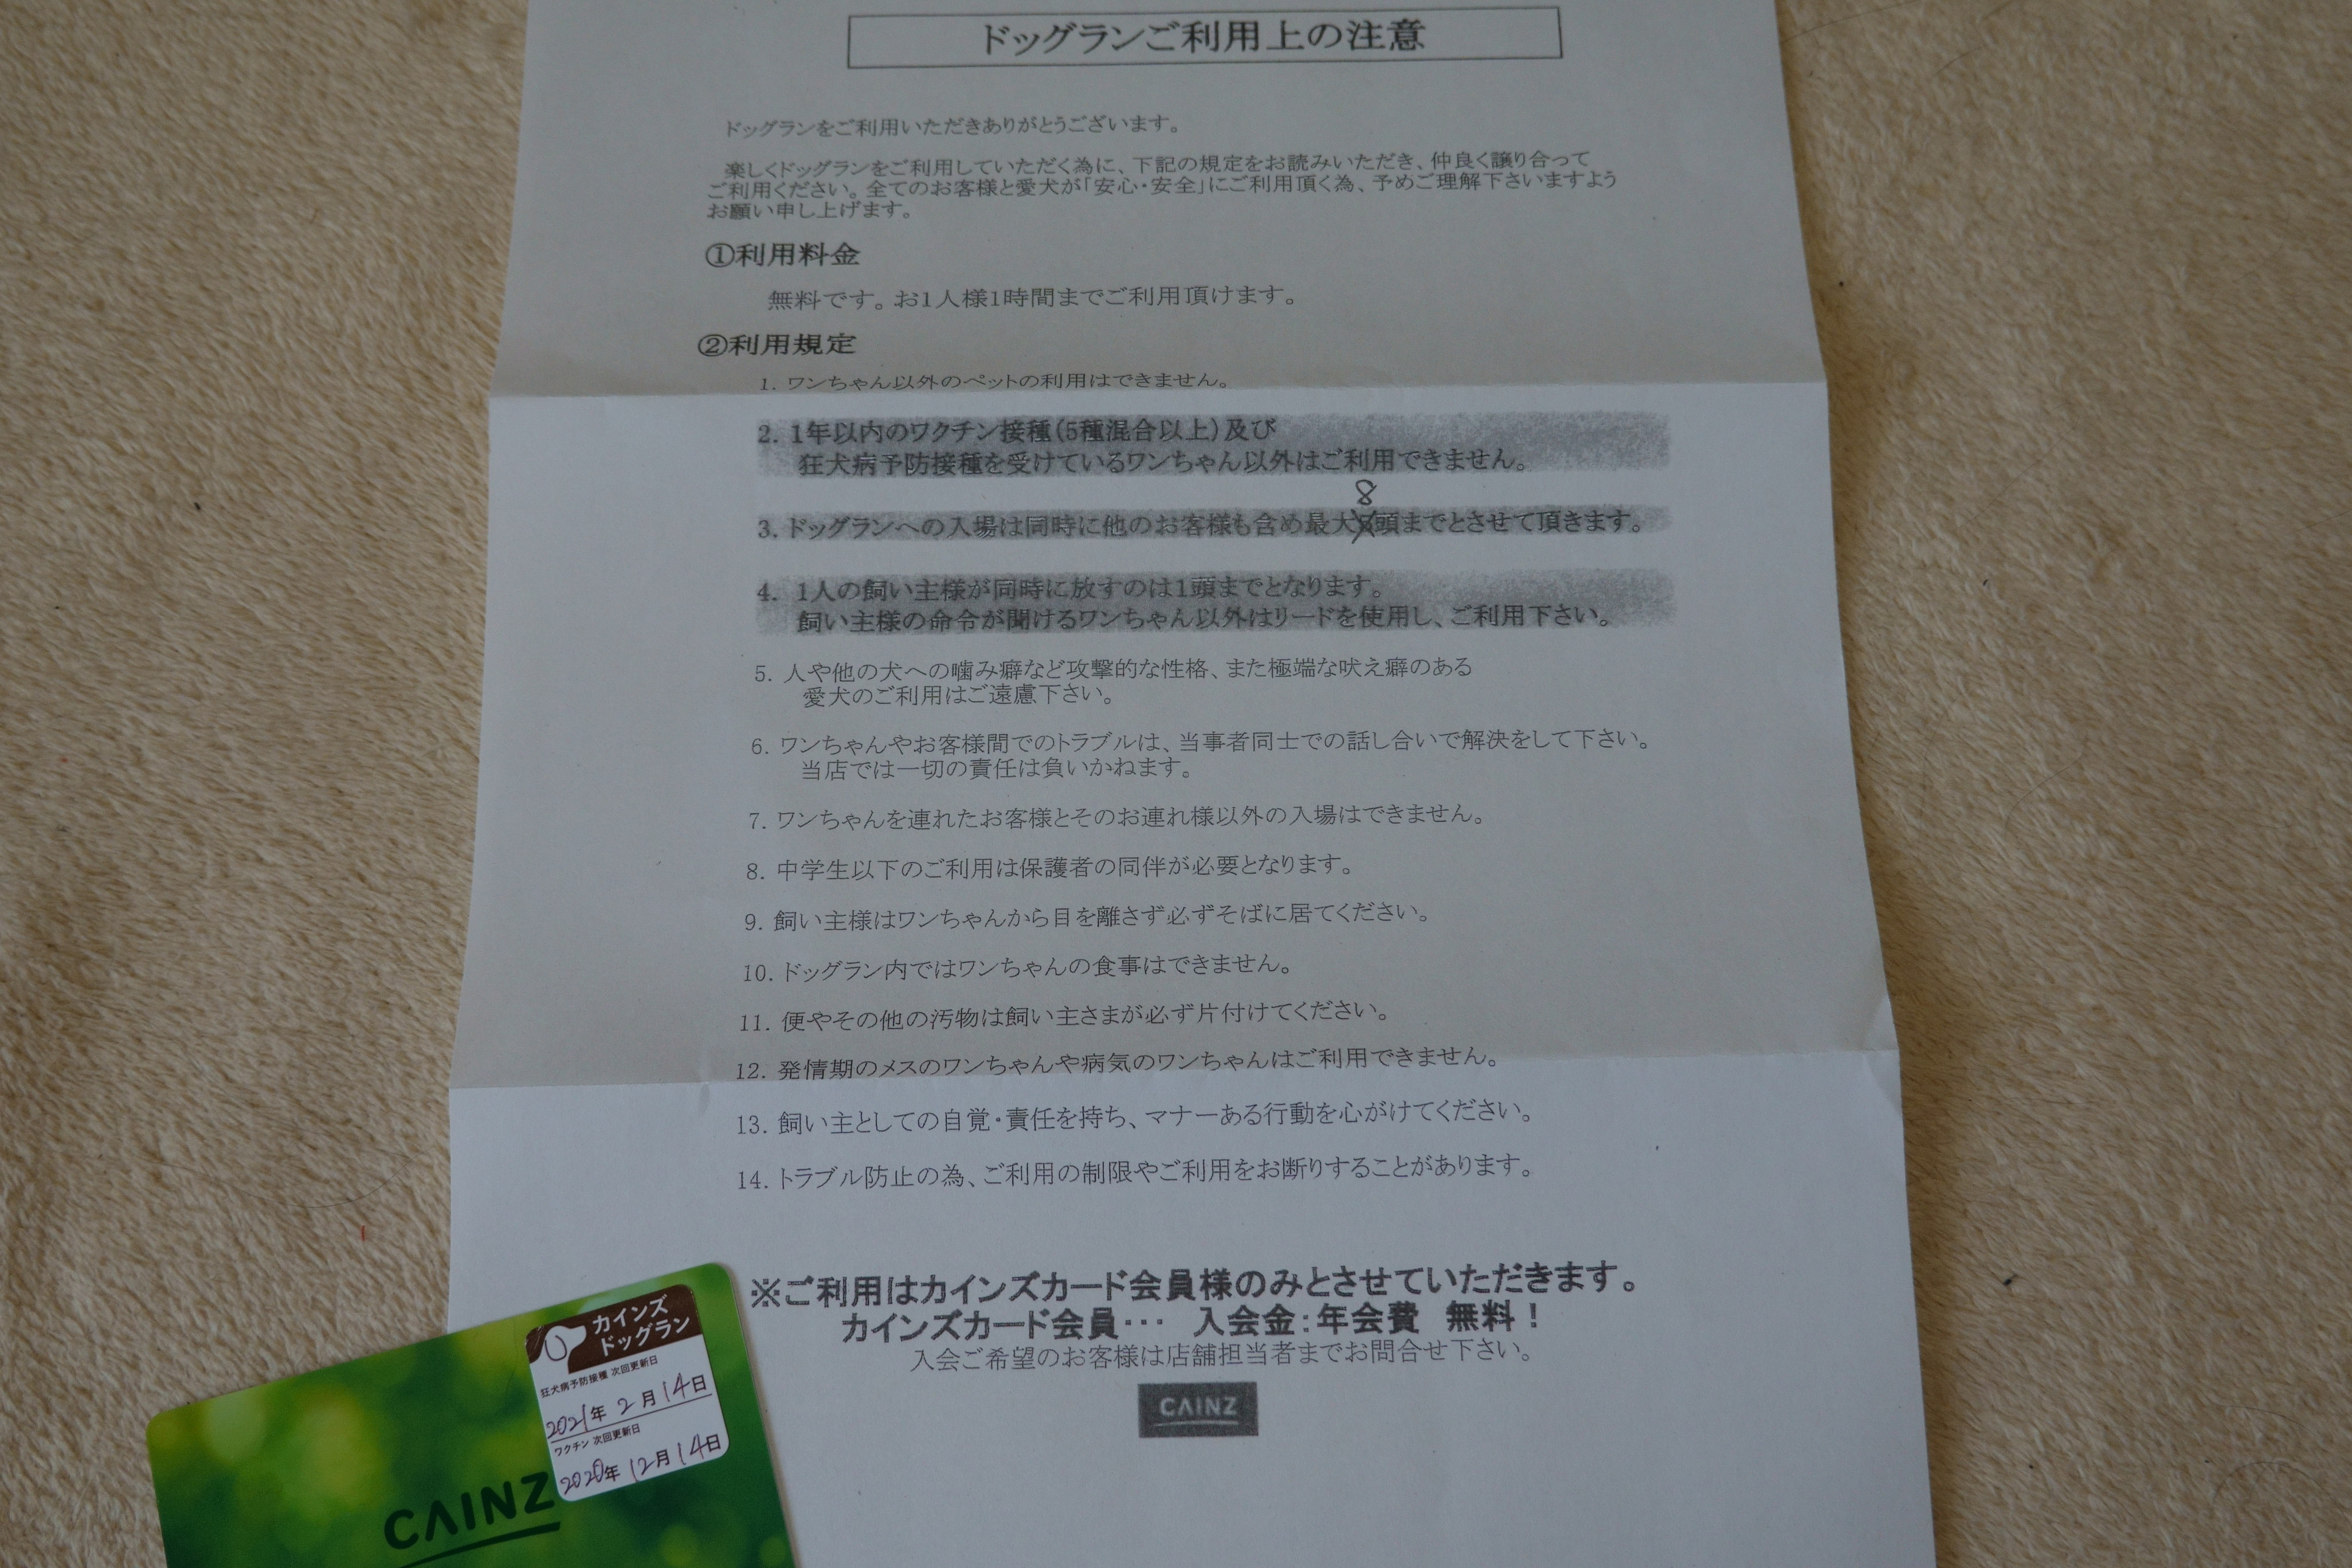 ドッグランご利用上の注意
ドッグランをご利用いただきありがとうございます。
楽しくドッグランをご利用していただく為に、下記の規定をお読みいただき、仲良く譲り合って
ご利用ください。全てのお客様と愛犬が「安心・安全」にご利用頂く為、予めご理解下さいますよう
お願い申し上げます。
①利用料金
無料です。お1人様1時間までご利用頂けます。
②利用規定
1. ワンちゃん以外のペットの利用はできません。
2. 1年以内のワクチン接種(5種混合以上)及び
狂犬病予防接種を受けているワンちゃん以外はご利用できません。
8
3. ドッグランへの入場は同時に他のお客様も含め最大頭までとさせて頂きます。
4. 1人の飼い主様が同時に放すのは1頭までとなります。
飼い主様の命令が聞けるワンちゃん以外はリードを使用し、ご利用下さい。
5. 人や他の犬への噛み癖など攻撃的な性格、また極端な吠え癖のある
愛犬のご利用はご遠慮下さい。
6. ワンちゃんやお客様間でのトラブルは、当事者同士での話し合いで解決をして下さい。
当店では一切の責任は負いかねます。
7. ワンちゃんを連れたお客様とそのお連れ様以外の入場はできません。
8. 中学生以下のご利用は保護者の同伴が必要となります。
9. 飼い主様はワンちゃんから目を離さず必ずそばに居てください。
10. ドッグラン内ではワンちゃんの食事はできません。
11. 便やその他の汚物は飼い主さまが必ず片付けてください。
12. 発情期のメスのワンちゃんや病気のワンちゃんはご利用できません。
13. 飼い主としての自覚・責任を持ち、マナーある行動を心がけてください。
14. トラブル防止の為、ご利用の制限やご利用をお断りすることがあります。
※ご利用はカインズカード会員様のみとさせていただきます。
カインズカード会員･･･ 入会金:年会費 無料!
入会ご希望のお客様は店舗担当者までお問合せ下さい。
CAINZ
カインズ
ドッグラン
狂犬病予防接種 次回更新日
2021年 2月14日
ワクチン 次回更新日
2020年 12月14日
CAINZ